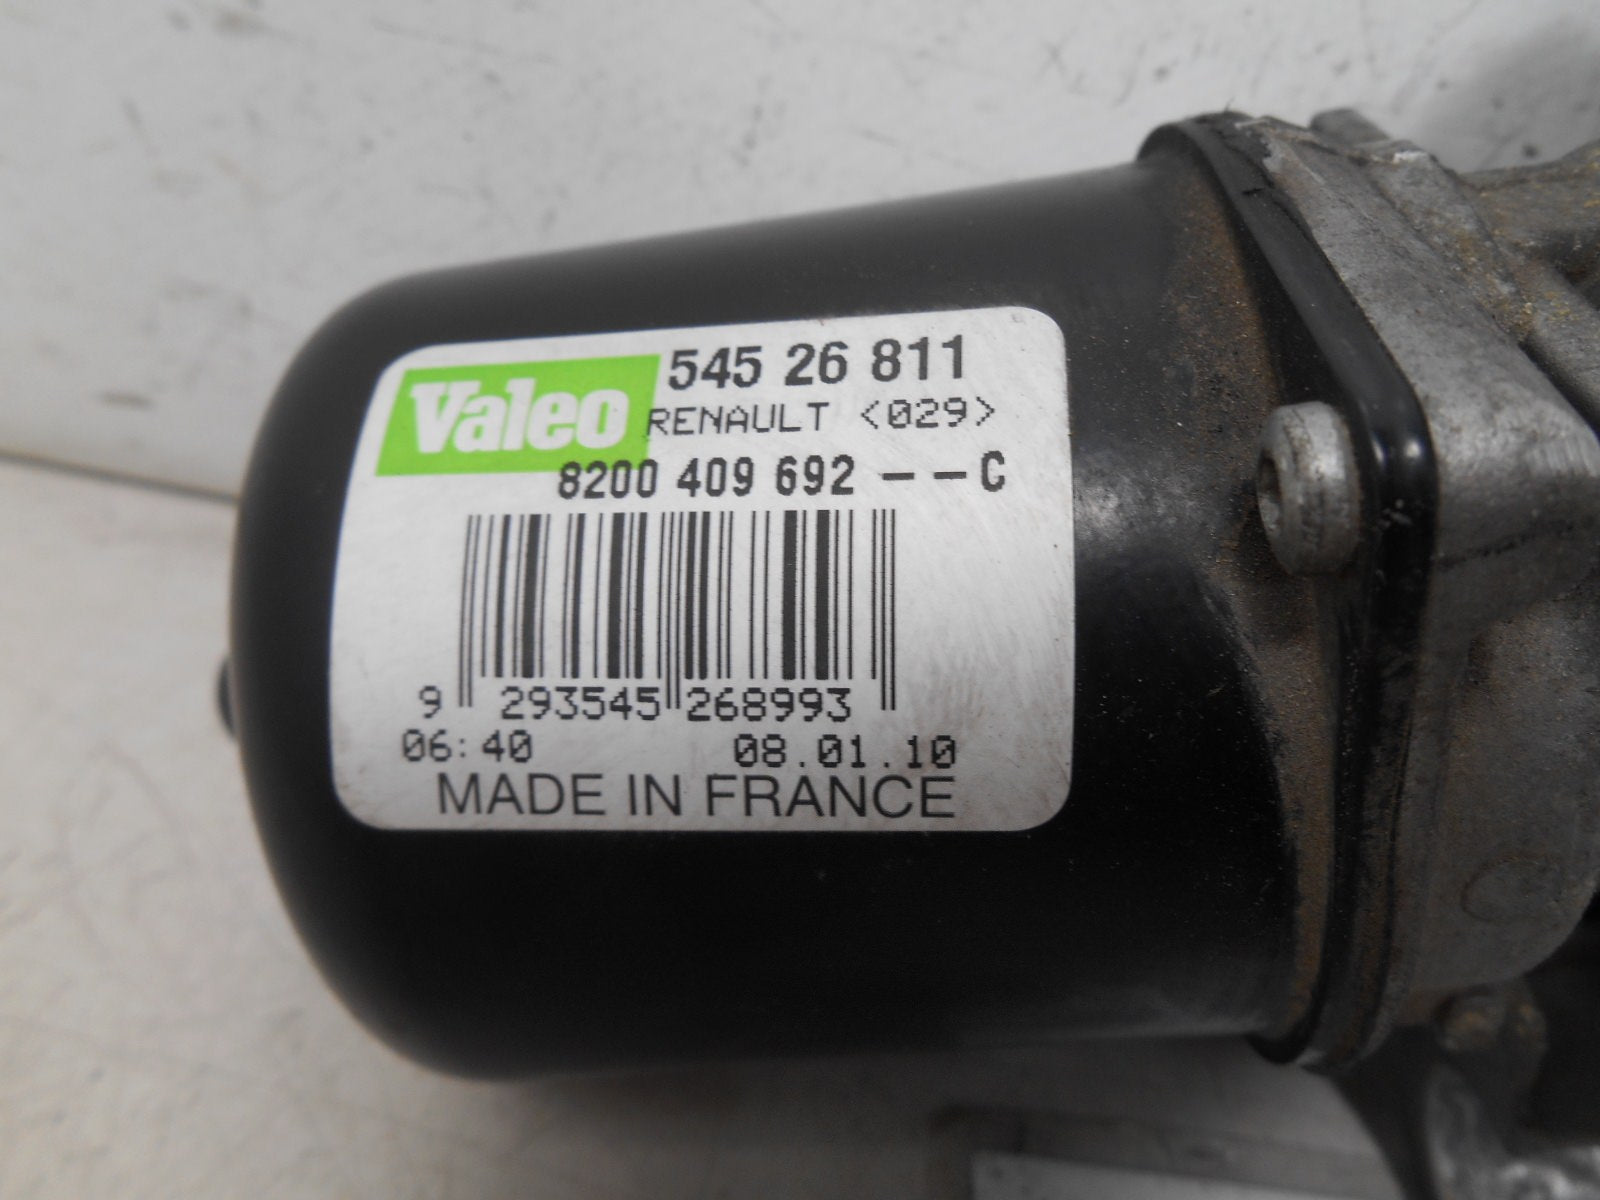 Valeo 545 26 811
RENAULT <029>
8200 409 692 --C
9 293545 268993
06:40 08.01.10
MADE IN FRANCE